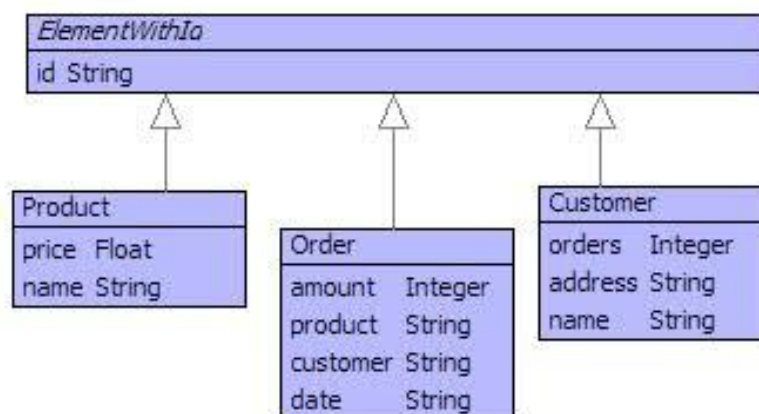 ElementWithId
id String
Product
price Float
name String
Order
amount Integer
product String
customer String
date String
Customer
orders Integer
address String
name String